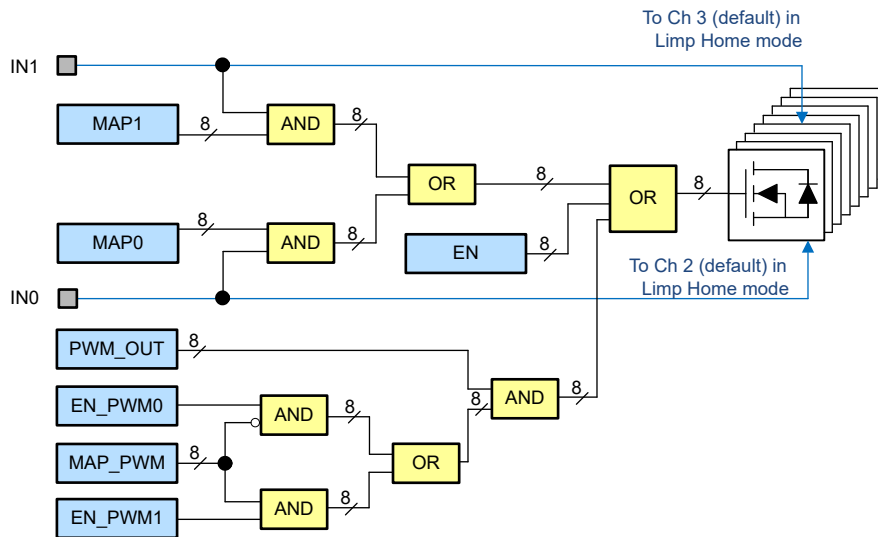 To Ch 3 (default) in
Limp Home mode
IN1
MAP1
8
AND
8
OR
8
OR
8
MAP0
8
AND
8
EN
8
To Ch 2 (default) in
Limp Home mode
IN0
PWM_OUT
8
AND
8
8
EN_PWM0
AND
8
MAP_PWM
8
OR
EN_PWM1
AND
8